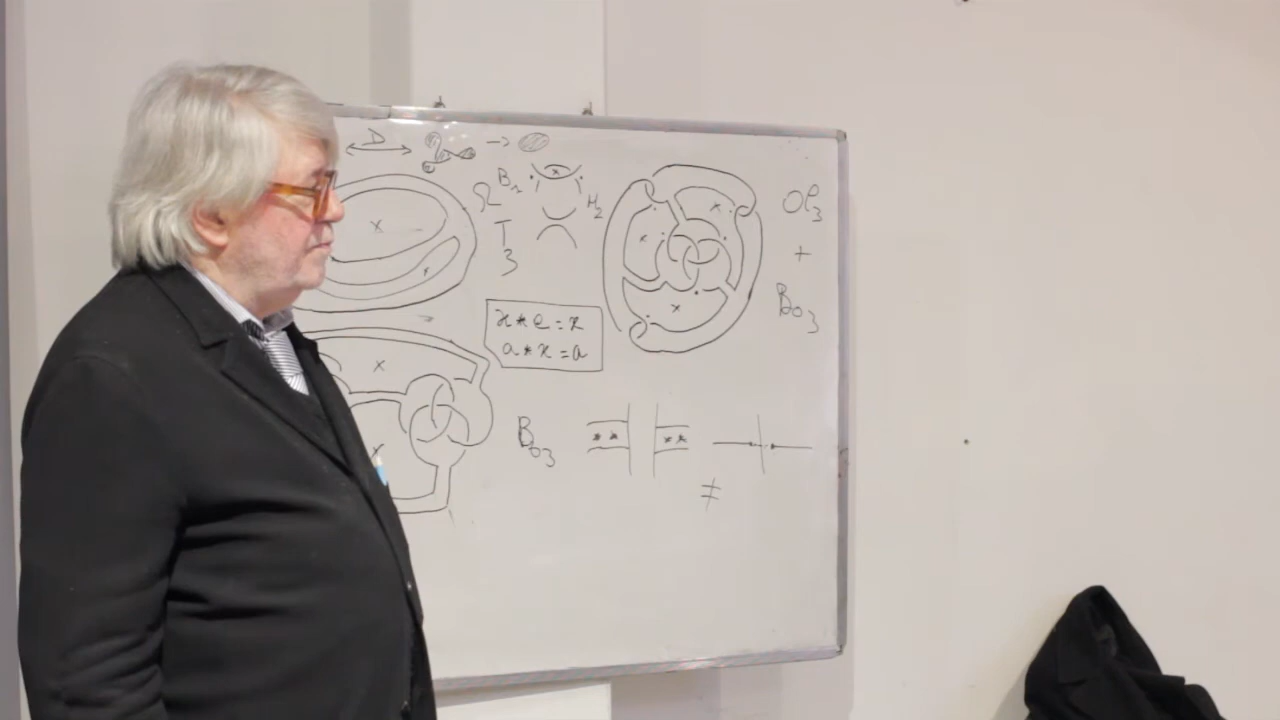 D
Ω B₁
H₂
T
3
x * e = x
a * x = a
Oℓ₃
+
Bo₃
Bo₃
≠